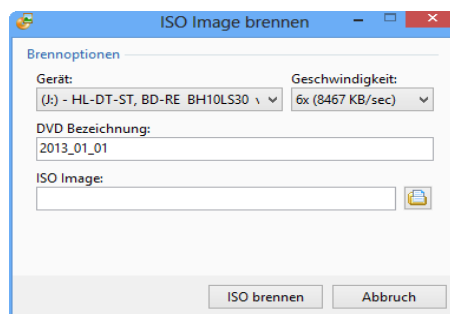 ISO Image brennen
Brennoptionen
Gerät: Geschwindigkeit:
(J:) - HL-DT-ST, BD-RE BH10LS30 6x (8467 KB/sec)
DVD Bezeichnung:
2013_01_01
ISO Image:
ISO brennen Abbruch